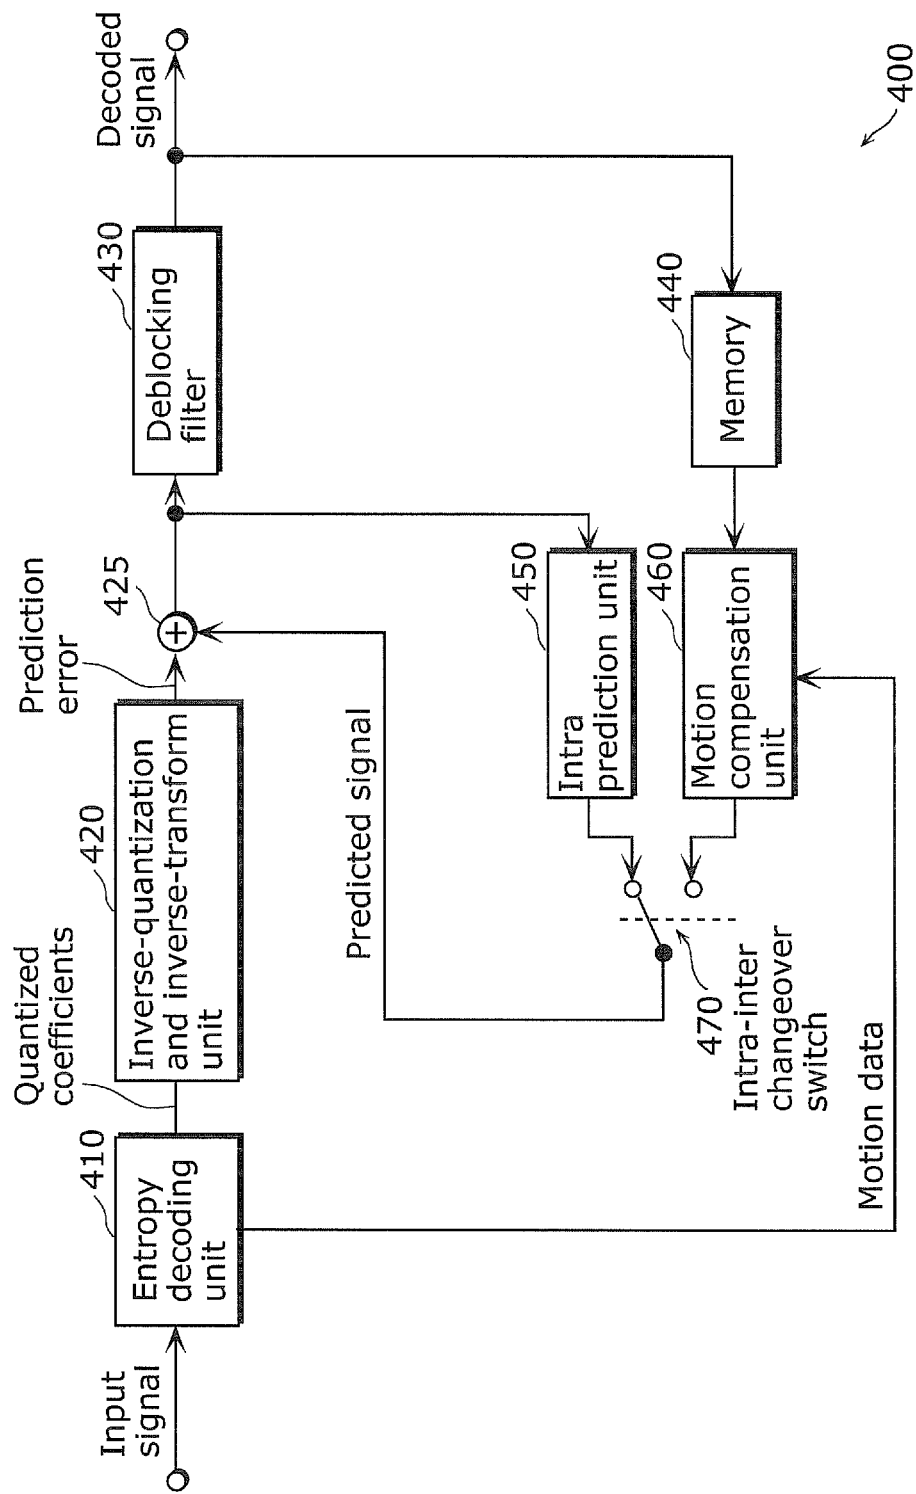 Input
signal
410
Entropy
decoding
unit
Quantized
coefficients
420
Inverse-quantization
and inverse-transform
unit
Prediction
error
425
430
Deblocking
filter
Decoded
signal
Predicted signal
450
Intra
prediction unit
440
Memory
460
Motion
compensation
unit
470
Intra-inter
changeover
switch
Motion data
400